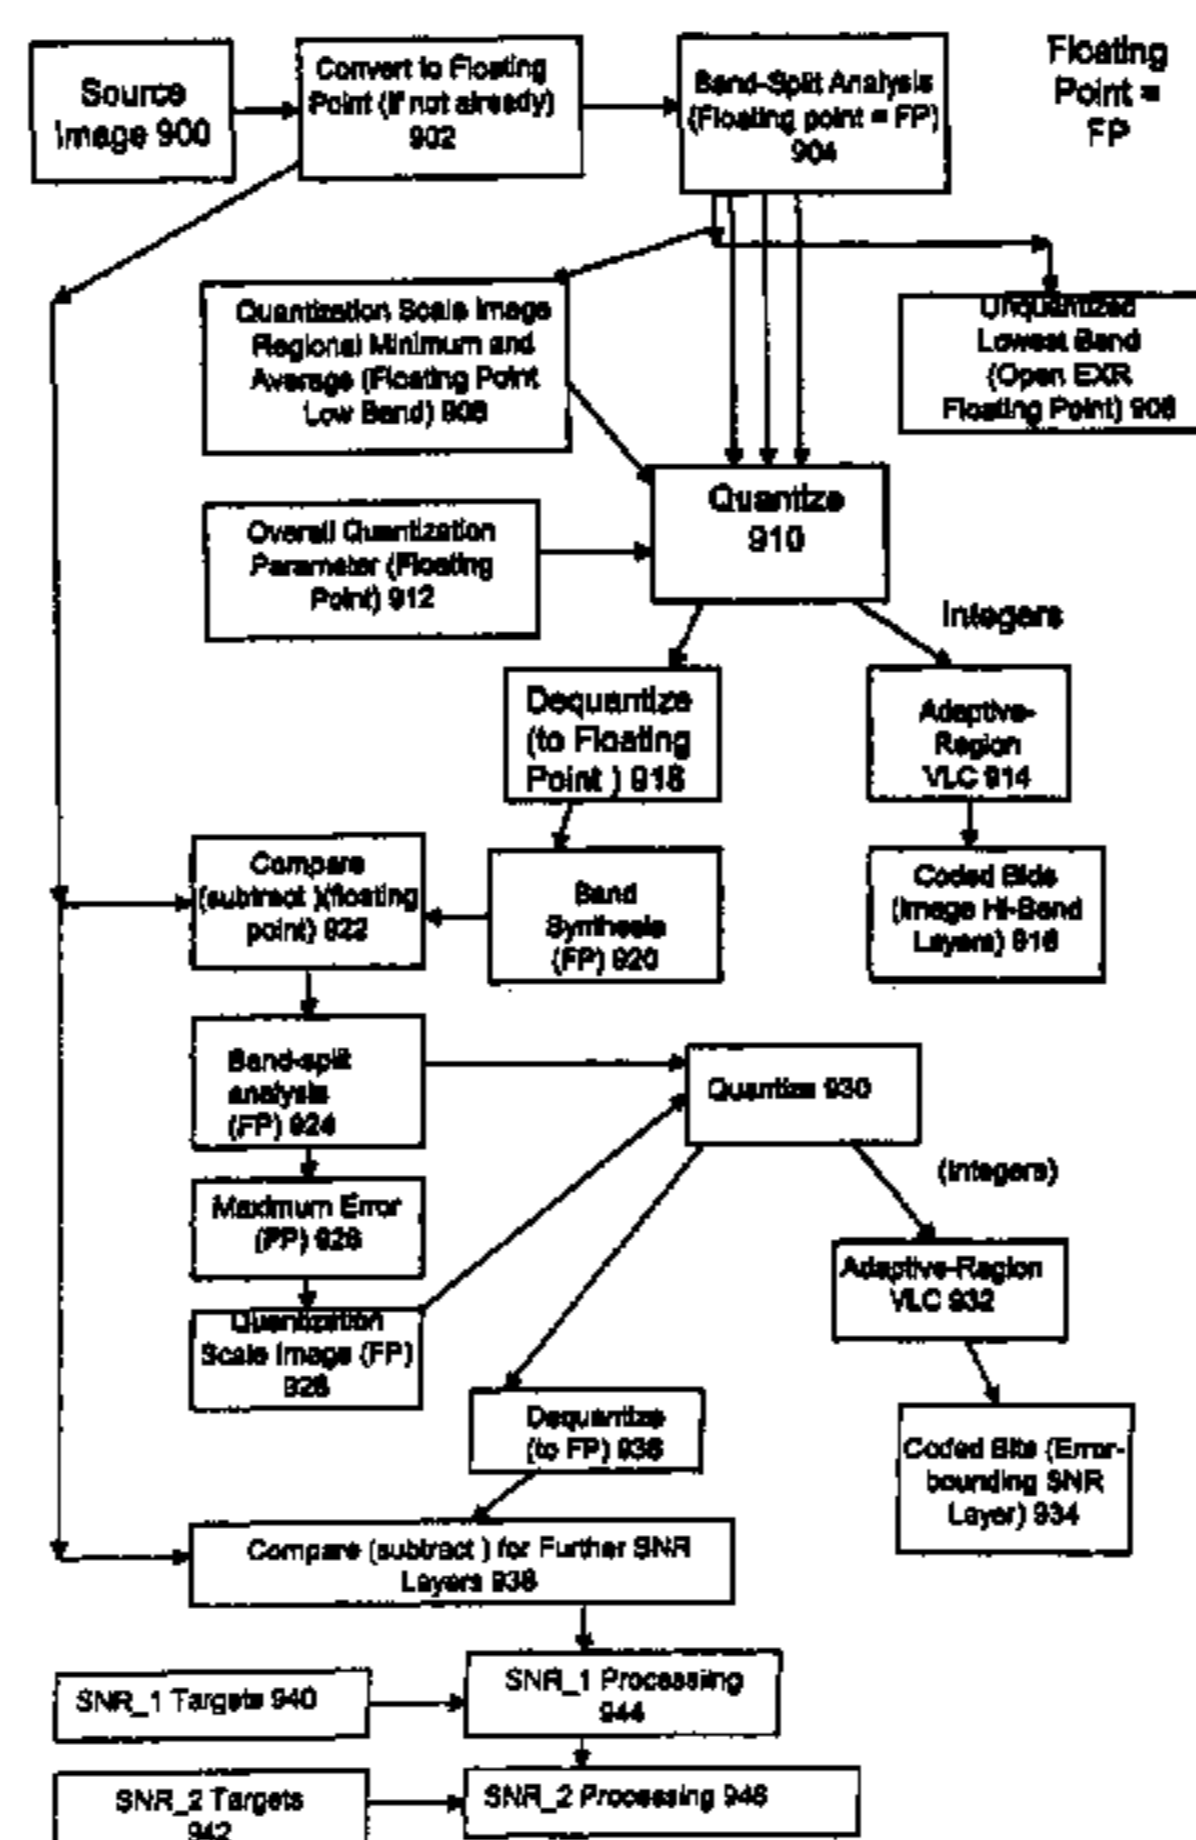 Source
Image 900
Convert to Floating
Point (if not already)
902
Band-Split Analysis
(Floating point = FP)
904
Floating
Point =
FP
Quantization Scale Image
Regional Minimum and
Average (Floating Point
Low Band) 908
Unquantized
Lowest Band
(Open EXR
Floating Point) 906
Quantize
910
Overall Quantization
Parameter (Floating
Point) 912
Integers
Dequantize
(to Floating
Point ) 918
Adaptive-
Region
VLC 914
Compare
(subtract )(floating
point) 922
Band
Synthesis
(FP) 920
Coded Bits
(Image Hi-Band
Layers) 916
Band-split
analysis
(FP) 924
Quantize 930
(Integers)
Maximum Error
(FP) 926
Adaptive-Region
VLC 932
Quantization
Scale Image (FP)
928
Dequantize
(to FP) 936
Coded Bits (Error-
bounding SNR
Layer) 934
Compare (subtract ) for Further SNR
Layers 938
SNR_1 Targets 940
SNR_1 Processiing
944
SNR_2 Targets
942
SNR_2 Processing 946